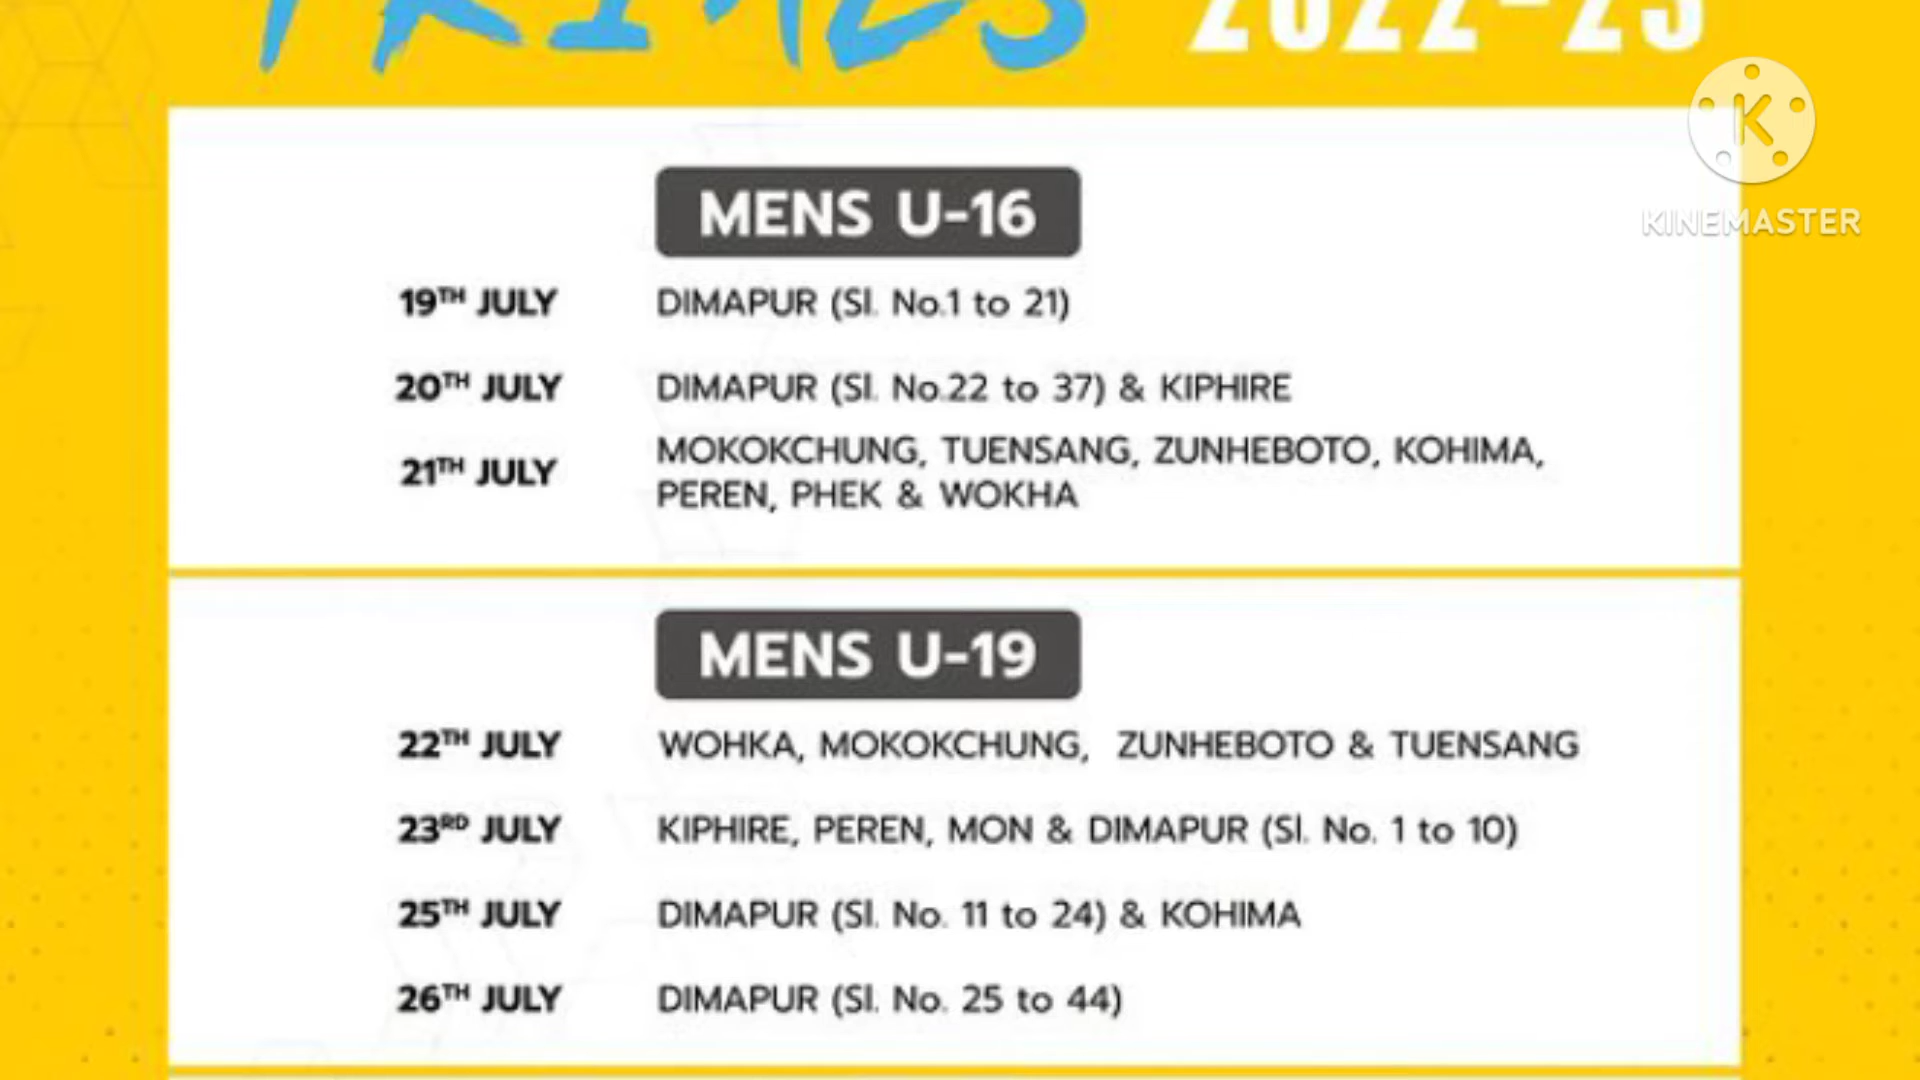 TRIALS 2022-23
K
KINEMASTER
MENS U-16
19TH JULY DIMAPUR (Sl. No.1 to 21)
20TH JULY DIMAPUR (Sl. No.22 to 37) & KIPHIRE
21TH JULY MOKOKCHUNG, TUENSANG, ZUNHEBOTO, KOHIMA,
PEREN, PHEK & WOKHA
MENS U-19
22TH JULY WOHKA, MOKOKCHUNG, ZUNHEBOTO & TUENSANG
23RD JULY KIPHIRE, PEREN, MON & DIMAPUR (Sl. No. 1 to 10)
25TH JULY DIMAPUR (Sl. No. 11 to 24) & KOHIMA
26TH JULY DIMAPUR (Sl. No. 25 to 44)